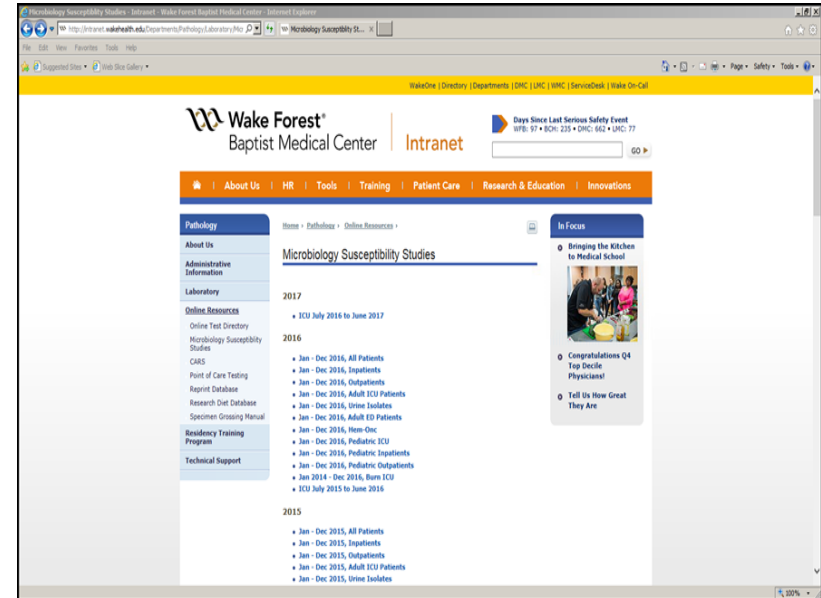 Microbiology Susceptiblity Studies - Intranet - Wake Forest Baptist Medical Center - Internet Explorer
http://intranet.wakehealth.edu/Departments/Pathology/Laboratory/Mic
Microbiology Susceptiblity St... X
File Edit View Favorites Tools Help
Suggested Sites Web Slice Gallery
Page Safety Tools
WakeOne | Directory | Departments | DMC | LMC | WMC | ServiceDesk | Wake On-Call
Wake Forest®
Baptist Medical Center
Intranet
Days Since Last Serious Safety Event
WFB: 97 • BCH: 235 • DMC: 662 • LMC: 77
GO
About Us | HR | Tools | Training | Patient Care | Research & Education | Innovations
Pathology
About Us
Administrative
Information
Laboratory
Online Resources
Online Test Directory
Microbiology Susceptiblity
Studies
CARS
Point of Care Testing
Reprint Database
Research Diet Database
Specimen Grossing Manual
Residency Training
Program
Technical Support
Home › Pathology › Online Resources ›
Microbiology Susceptibility Studies
2017
• ICU July 2016 to June 2017
2016
• Jan - Dec 2016, All Patients
• Jan - Dec 2016, Inpatients
• Jan - Dec 2016, Outpatients
• Jan - Dec 2016, Adult ICU Patients
• Jan - Dec 2016, Urine Isolates
• Jan - Dec 2016, Adult ED Patients
• Jan - Dec 2016, Hem-Onc
• Jan - Dec 2016, Pediatric ICU
• Jan - Dec 2016, Pediatric Inpatients
• Jan - Dec 2016, Pediatric Outpatients
• Jan 2014 - Dec 2016, Burn ICU
• ICU July 2015 to June 2016
2015
• Jan - Dec 2015, All Patients
• Jan - Dec 2015, Inpatients
• Jan - Dec 2015, Outpatients
• Jan - Dec 2015, Adult ICU Patients
• Jan - Dec 2015, Urine Isolates
In Focus
Bringing the Kitchen
to Medical School
Congratulations Q4
Top Decile
Physicians!
Tell Us How Great
They Are
100%